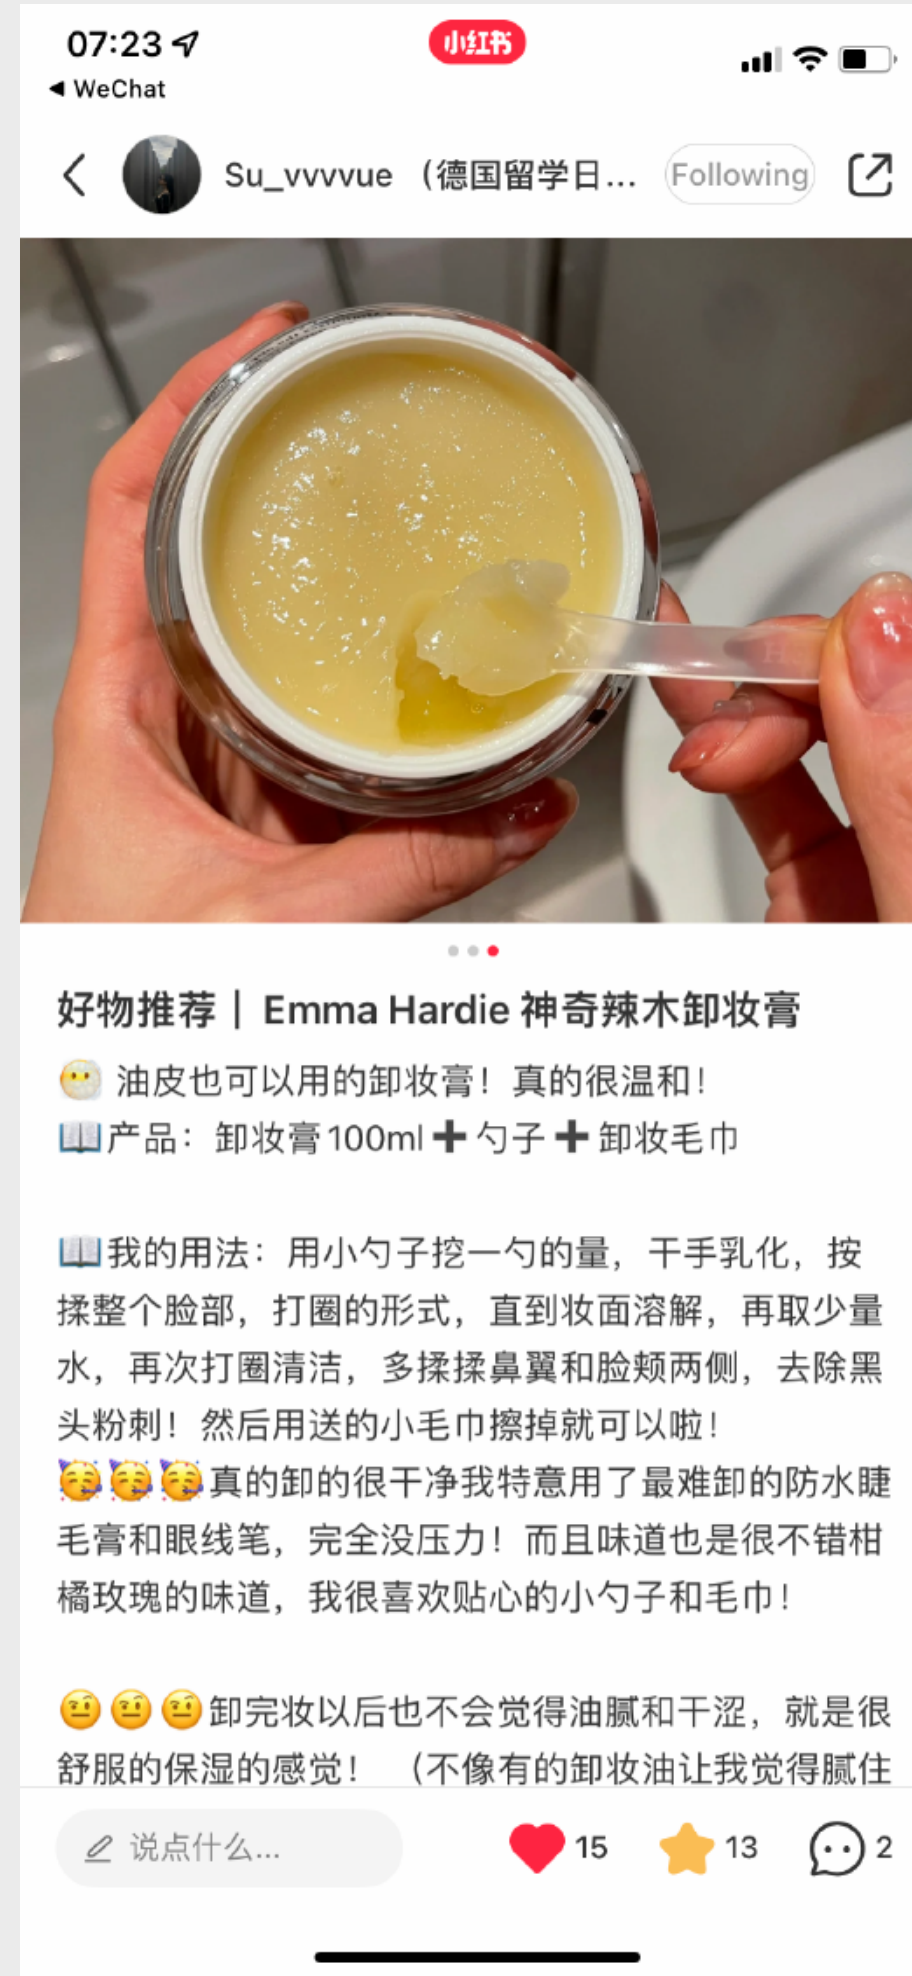 07:23
小红书
◀ WeChat
Su_vvvvue （德国留学日...
Following
好物推荐｜ Emma Hardie 神奇辣木卸妆膏
😶 油皮也可以用的卸妆膏！真的很温和！
📖产品：卸妆膏100ml➕勺子➕卸妆毛巾
📖我的用法：用小勺子挖一勺的量，干手乳化，按
揉整个脸部，打圈的形式，直到妆面溶解，再取少量
水，再次打圈清洁，多揉揉鼻翼和脸颊两侧，去除黑
头粉刺！然后用送的小毛巾擦掉就可以啦！
🥳🥳🥳真的卸的很干净我特意用了最难卸的防水睫
毛膏和眼线笔，完全没压力！而且味道也是很不错柑
橘玫瑰的味道，我很喜欢贴心的小勺子和毛巾！
🤨🤨🤨卸完妆以后也不会觉得油腻和干涩，就是很
舒服的保湿的感觉！ （不像有的卸妆油让我觉得腻住
说点什么...
15
13
2